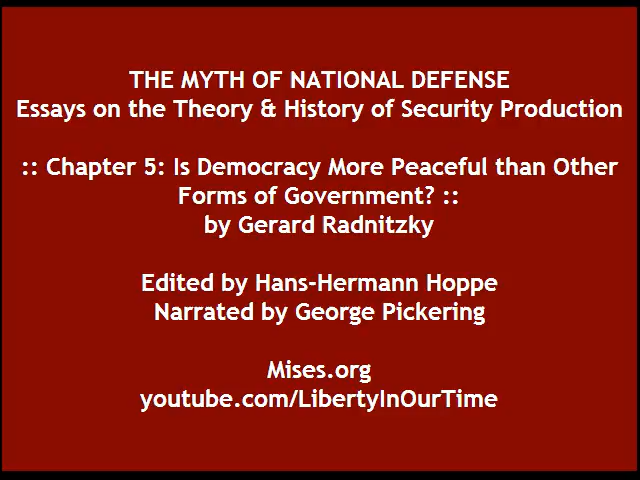 THE MYTH OF NATIONAL DEFENSE
Essays on the Theory & History of Security Production
:: Chapter 5: Is Democracy More Peaceful than Other
Forms of Government? ::
by Gerard Radnitzky
Edited by Hans-Hermann Hoppe
Narrated by George Pickering
Mises.org
youtube.com/LibertyInOurTime